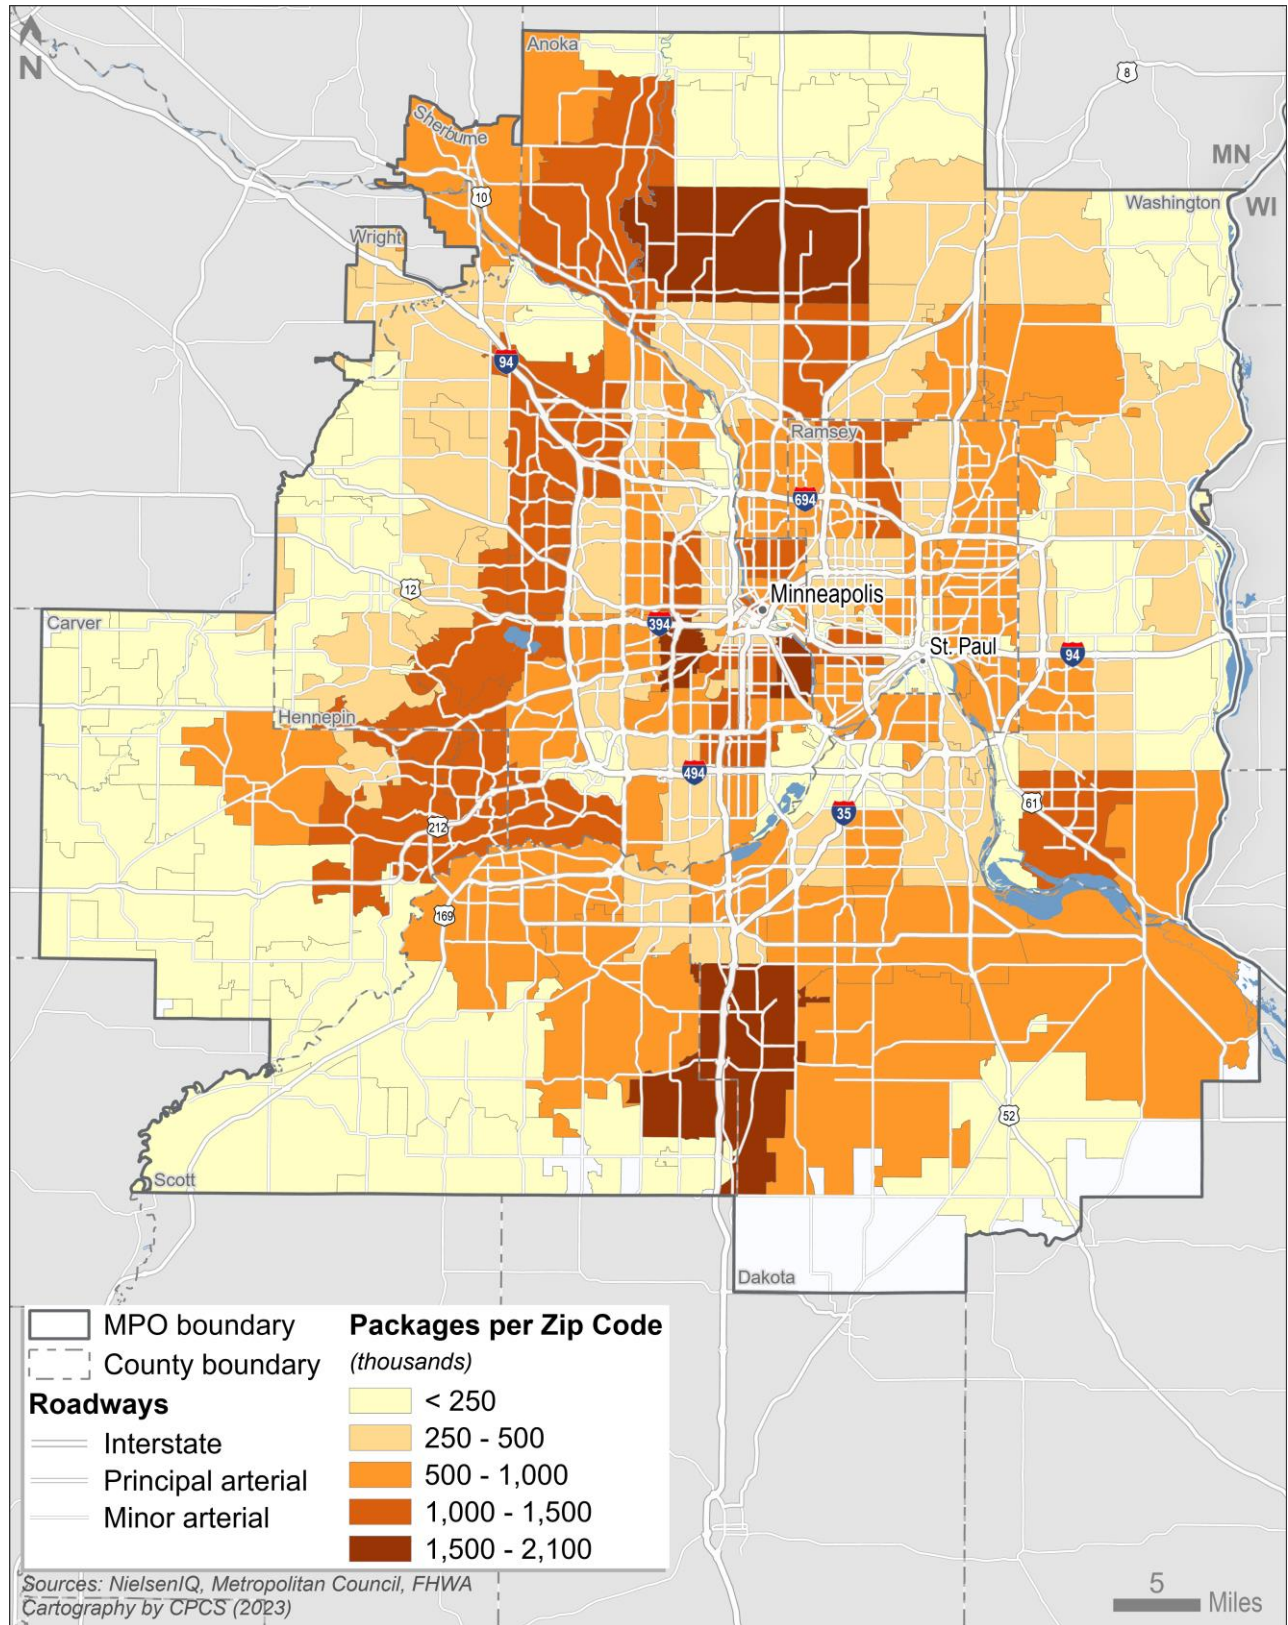 N
Anoka
8
Sherburne
MN
10
Washington
WI
Wright
94
Ramsey
694
12
Minneapolis
Carver
394
St. Paul
94
Hennepin
494
61
35
212
169
52
Scott
Dakota
MPO boundary
County boundary
Roadways
Interstate
Principal arterial
Minor arterial
Packages per Zip Code
(thousands)
< 250
250 - 500
500 - 1,000
1,000 - 1,500
1,500 - 2,100
Sources: NielsenIQ, Metropolitan Council, FHWA
Cartography by CPCS (2023)
5
Miles